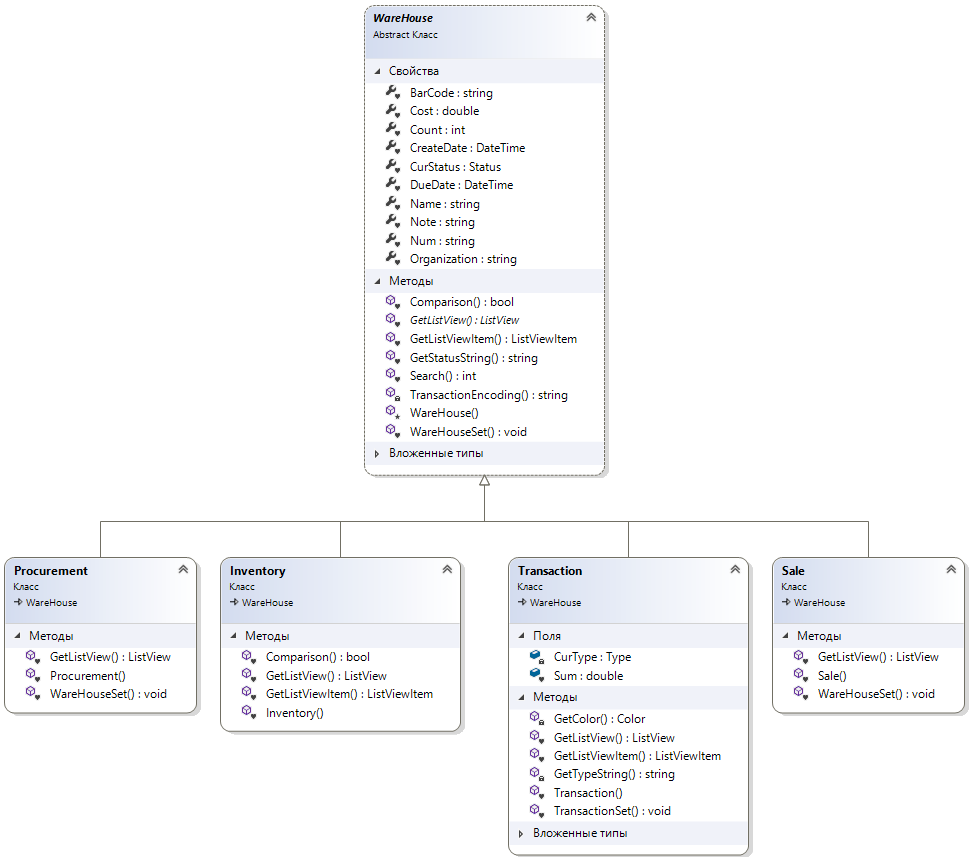 WareHouse
Abstract Класс
Свойства
BarCode : string
Cost : double
Count : int
CreateDate : DateTime
CurStatus : Status
DueDate : DateTime
Name : string
Note : string
Num : string
Organization : string
Методы
Comparison() : bool
GetListView() : ListView
GetListViewItem() : ListViewItem
GetStatusString() : string
Search() : int
TransactionEncoding() : string
WareHouse()
WareHouseSet() : void
Вложенные типы
Procurement
Класс
WareHouse
Методы
GetListView() : ListView
Procurement()
WareHouseSet() : void
Inventory
Класс
WareHouse
Методы
Comparison() : bool
GetListView() : ListView
GetListViewItem() : ListViewItem
Inventory()
Transaction
Класс
WareHouse
Поля
CurType : Type
Sum : double
Методы
GetColor() : Color
GetListView() : ListView
GetListViewItem() : ListViewItem
GetTypeString() : string
Transaction()
TransactionSet() : void
Вложенные типы
Sale
Класс
WareHouse
Методы
GetListView() : ListView
Sale()
WareHouseSet() : void